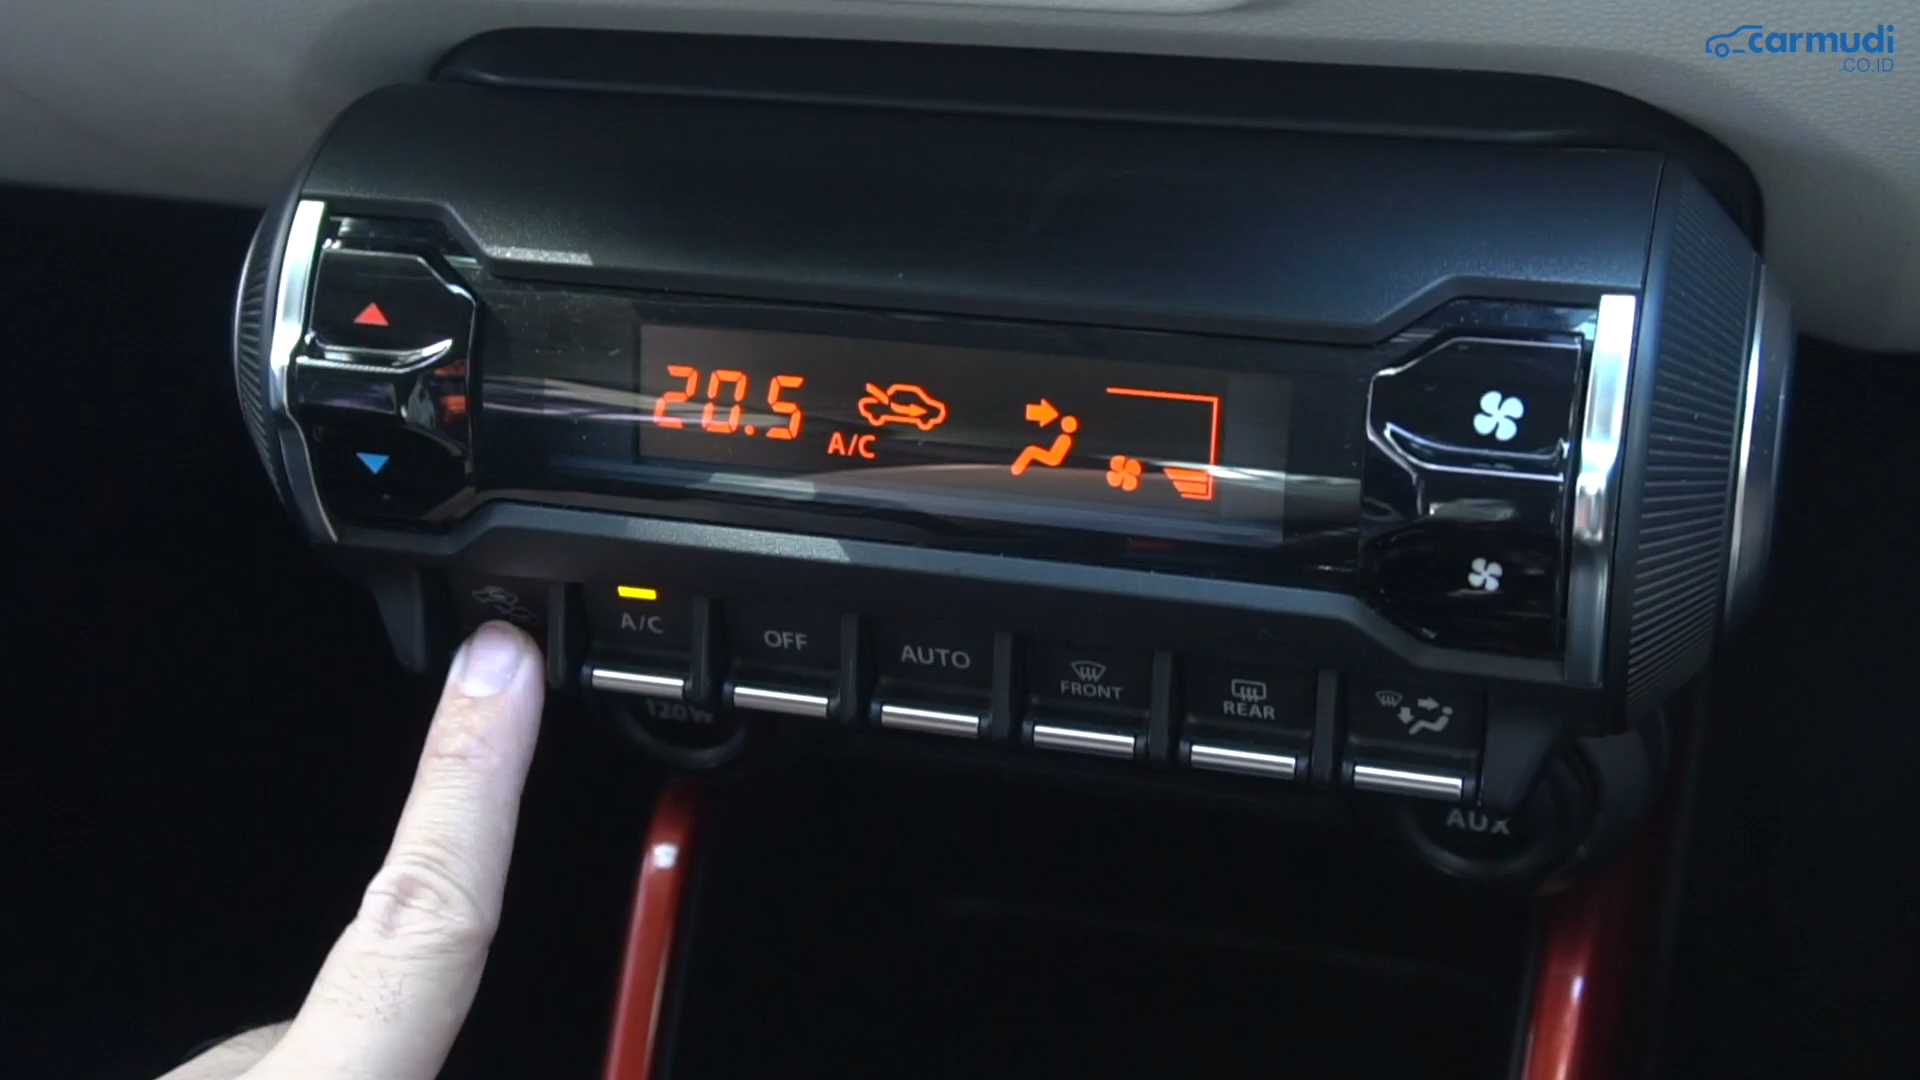 carmudi
.CO.ID
20.5
A/C
A/C
OFF
AUTO
FRONT
REAR
120W
AUX